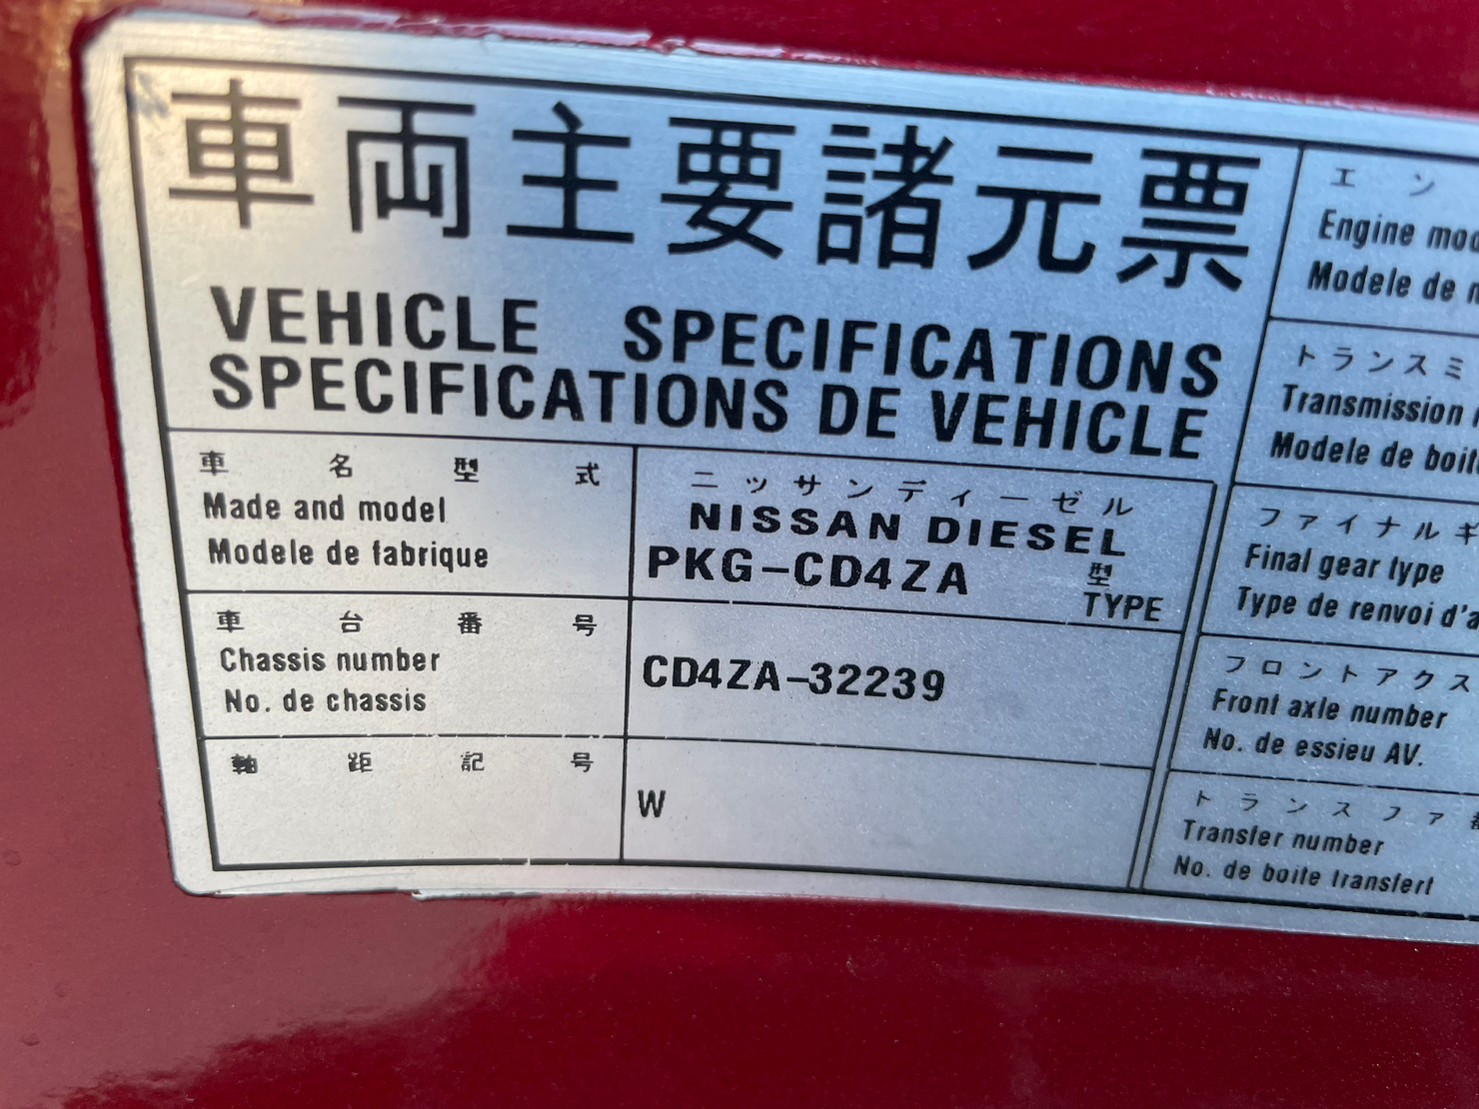 車両主要諸元票
VEHICLE SPECIFICATIONS
SPECIFICATIONS DE VEHICLE
車名型式
Made and model
Modele de fabrique
ニッサンディーゼル
NISSAN DIESEL
PKG-CD4ZA 型
TYPE
車台番号
Chassis number
No. de chassis
CD4ZA-32239
軸距記号
W
エン
Engine
Modele de
トランスミ
Transmission
Modele de
ファイナルギ
Final gear type
Type de renvoi
フロントアクス
Front axle number
No. de essieu AV.
トランスファ
Transfer number
No. de boite transfert